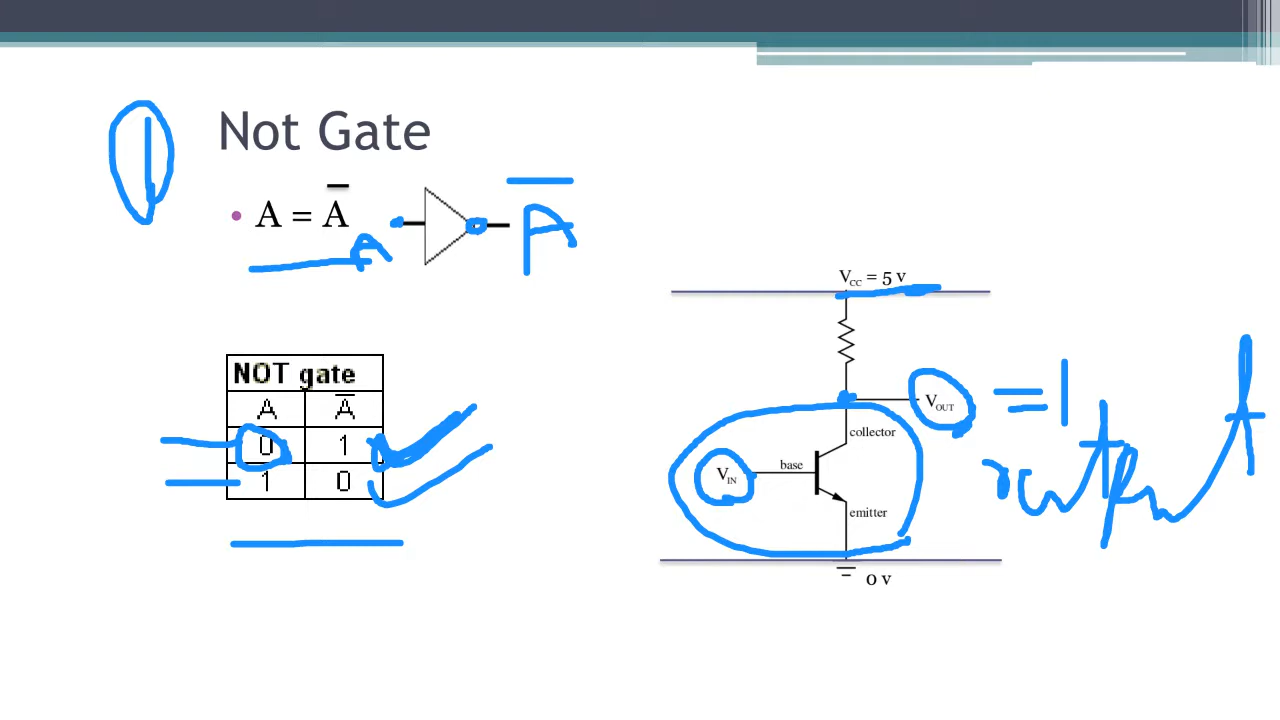 Not Gate
• A = A̅
A
A̅
NOT gate
A A̅
0 1
1 0
VCC = 5 v
VOUT = 1
collector
VIN base
emitter
output
0 v